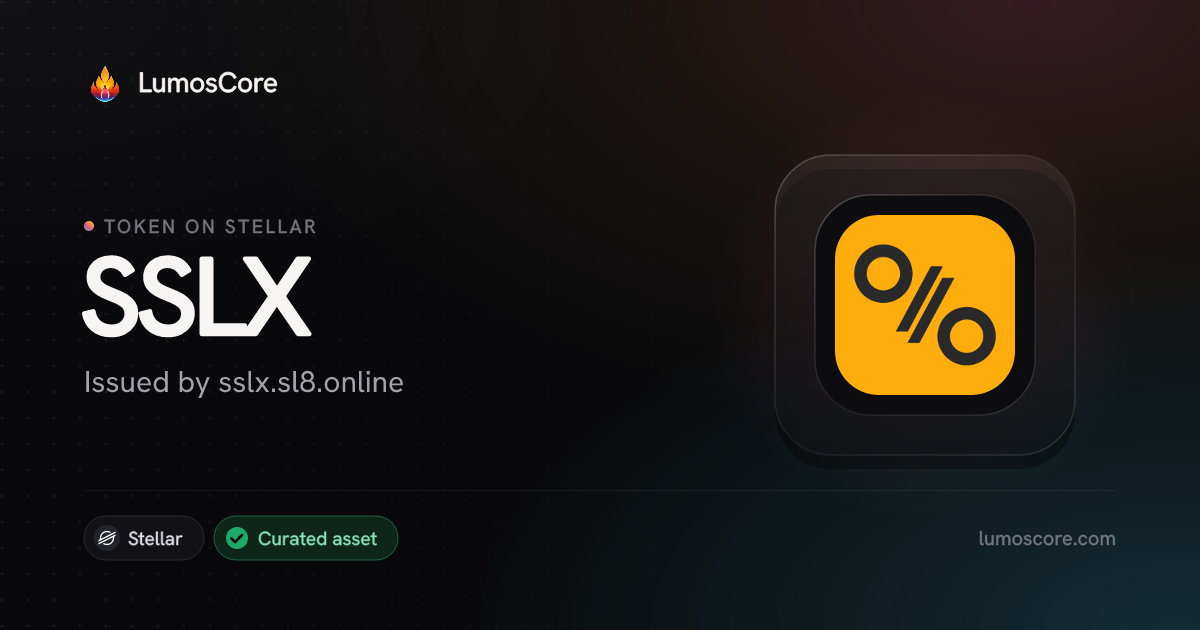 LumosCore
TOKEN ON STELLAR
SSLX
Issued by sslx.sl8.online
Stellar
Curated asset
lumoscore.com